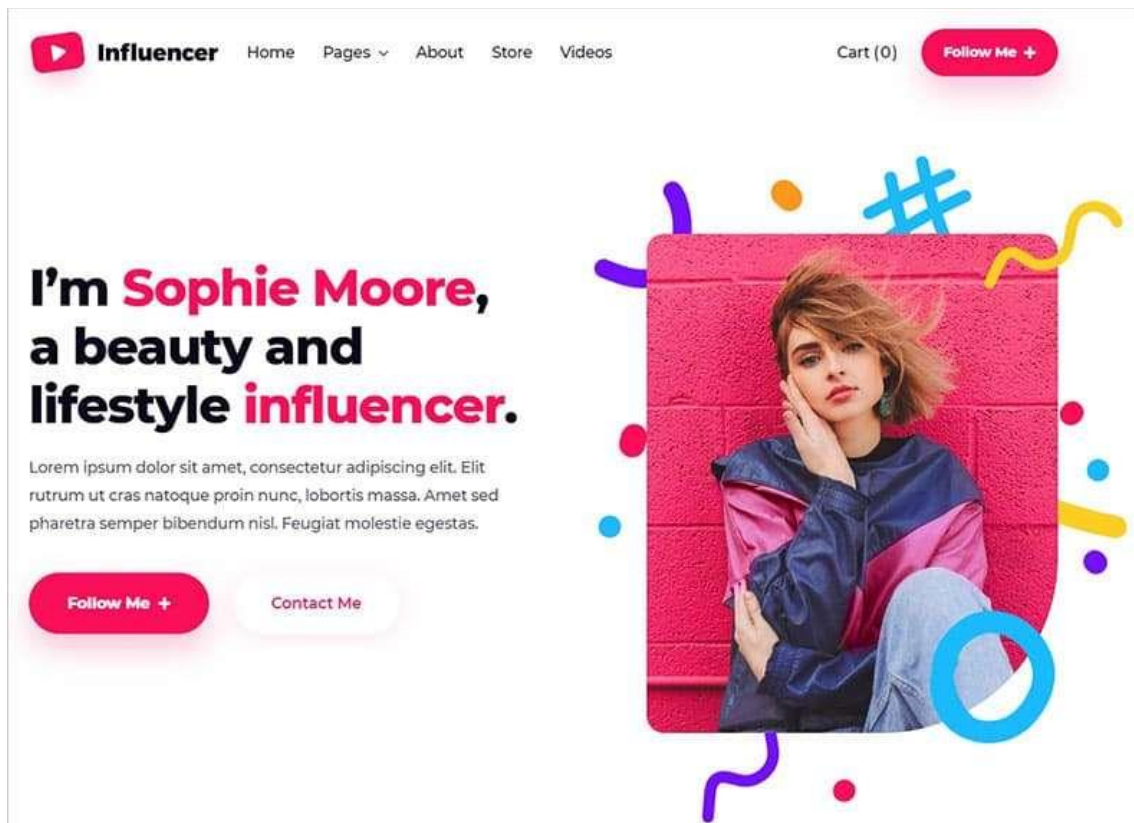 Influencer Home Pages About Store Videos Cart (0) Follow Me +
I'm Sophie Moore,
a beauty and
lifestyle influencer.
Lorem ipsum dolor sit amet, consectetur adipiscing elit. Elit
rutrum ut cras natoque proin nunc, lobortis massa. Amet sed
pharetra semper bibendum nisl. Feugiat molestie egestas.
Follow Me + Contact Me